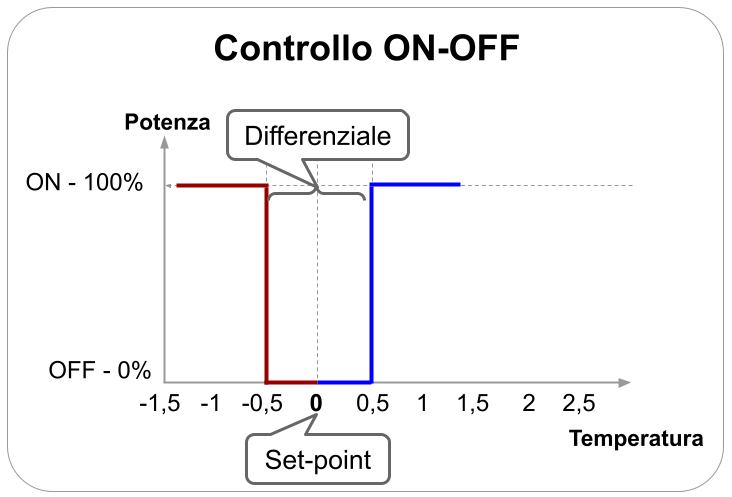 Controllo ON-OFF
Potenza
Differenziale
ON - 100%
OFF - 0%
-1,5 -1 -0,5 0 0,5 1 1,5 2 2,5
Temperatura
Set-point